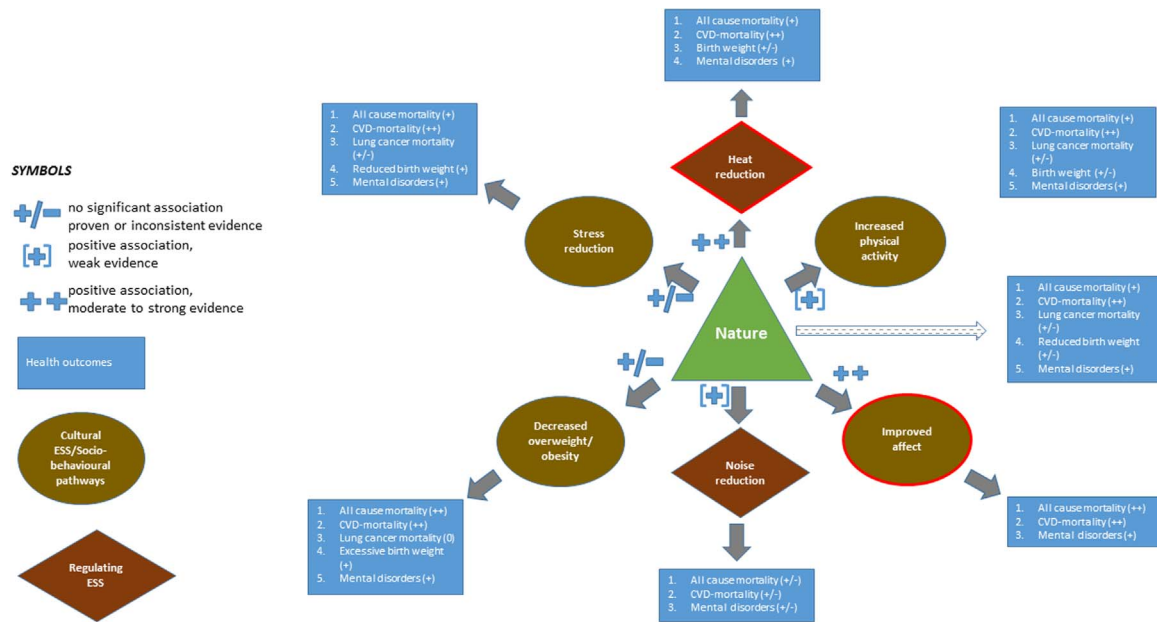 SYMBOLS
+/− no significant association
proven or inconsistent evidence
[+] positive association,
weak evidence
+ + positive association,
moderate to strong evidence
Health outcomes
Cultural
ESS/Socio-
behavioural
pathways
Regulating
ESS
1. All cause mortality (+)
2. CVD-mortality (++)
3. Birth weight (+/-)
4. Mental disorders (+)
Heat
reduction
+ +
1. All cause mortality (+)
2. CVD-mortality (++)
3. Lung cancer mortality
(+/-)
4. Reduced birth weight (+)
5. Mental disorders (+)
Stress
reduction
+/−
1. All cause mortality (+)
2. CVD-mortality (++)
3. Lung cancer mortality
(+/-)
4. Birth weight (+/-)
5. Mental disorders (+)
Increased
physical
activity
[+]
Nature
1. All cause mortality (+)
2. CVD-mortality (++)
3. Lung cancer mortality
(+/-)
4. Reduced birth weight
(+/-)
5. Mental disorders (+)
+/−
Decreased
overweight/
obesity
1. All cause mortality (++)
2. CVD-mortality (++)
3. Lung cancer mortality (0)
4. Excessive birth weight
(+)
5. Mental disorders (+)
[+]
Noise
reduction
1. All cause mortality (+/-)
2. CVD-mortality (+/-)
3. Mental disorders (+/-)
+ +
Improved
affect
1. All cause mortality (++)
2. CVD-mortality (++)
3. Mental disorders (+)